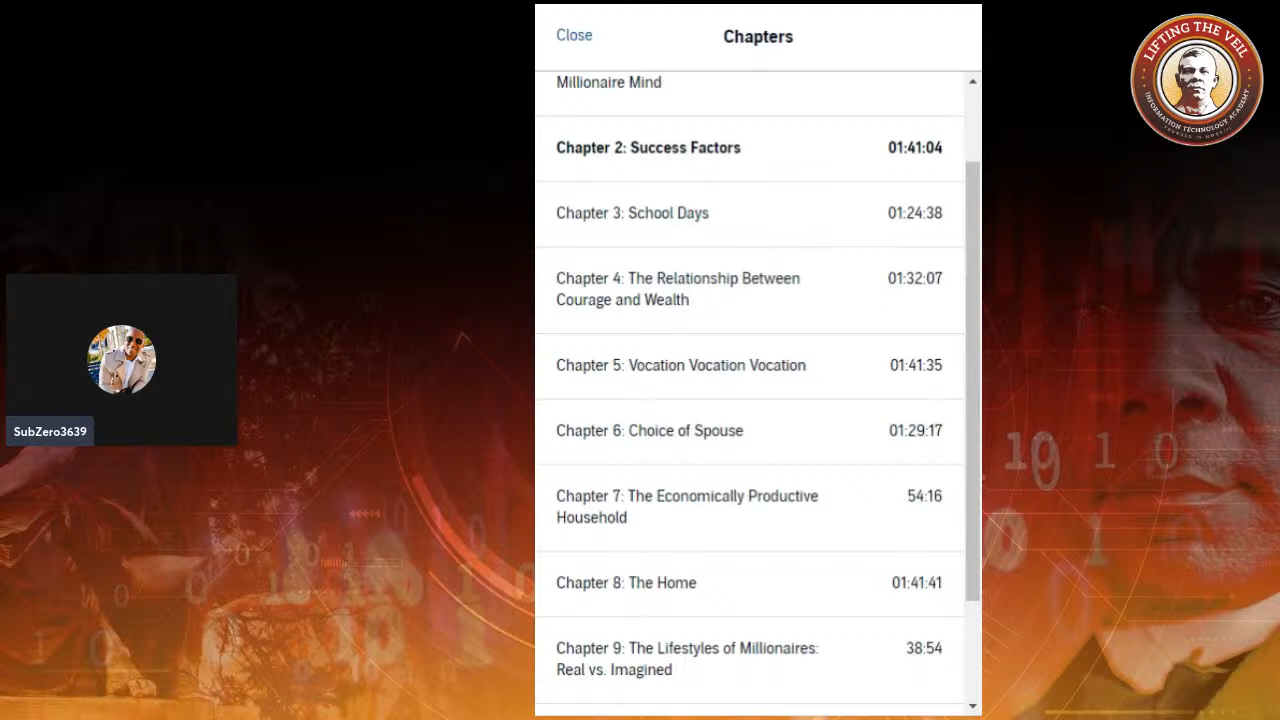 Close
Chapters
Millionaire Mind
Chapter 2: Success Factors 01:41:04
Chapter 3: School Days 01:24:38
Chapter 4: The Relationship Between 01:32:07
Courage and Wealth
Chapter 5: Vocation Vocation Vocation 01:41:35
Chapter 6: Choice of Spouse 01:29:17
Chapter 7: The Economically Productive 54:16
Household
Chapter 8: The Home 01:41:41
Chapter 9: The Lifestyles of Millionaires: 38:54
Real vs. Imagined
SubZero3639
LIFTING THE VEIL
INFORMATION TECHNOLOGY ACADEMY